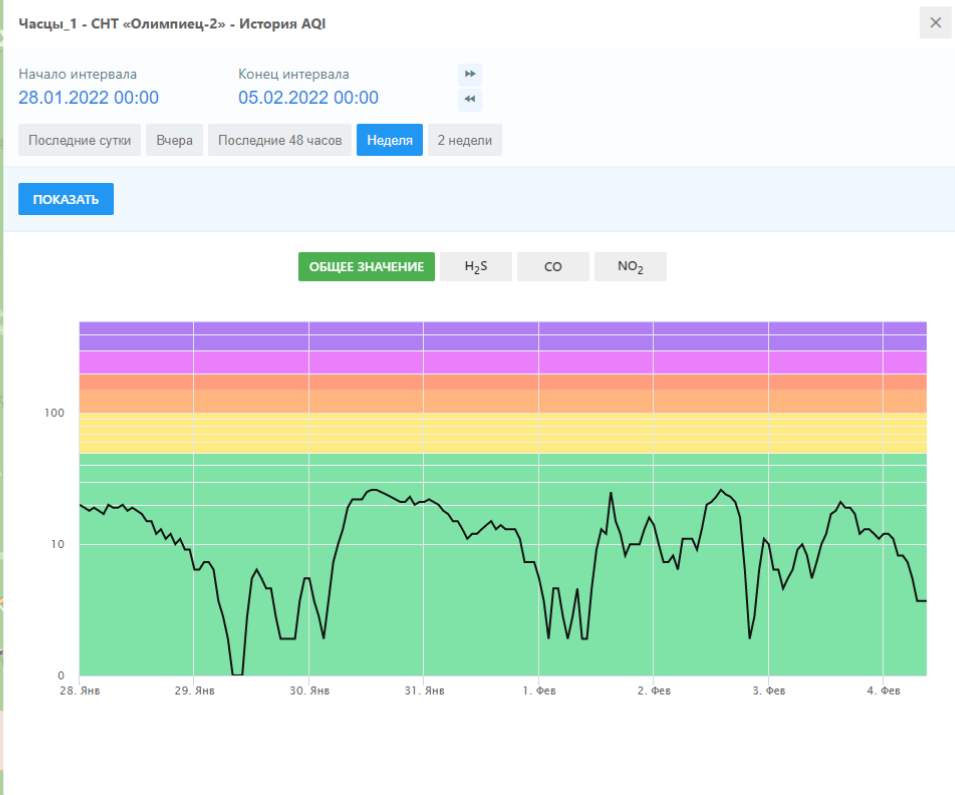 Часцы_1 - СНТ «Олимпиец-2» - История AQI
Начало интервала Конец интервала
28.01.2022 00:00 05.02.2022 00:00
Последние сутки Вчера Последние 48 часов Неделя 2 недели
ПОКАЗАТЬ
ОБЩЕЕ ЗНАЧЕНИЕ H₂S CO NO₂
100
10
0
28. Янв 29. Янв 30. Янв 31. Янв 1. Фев 2. Фев 3. Фев 4. Фев